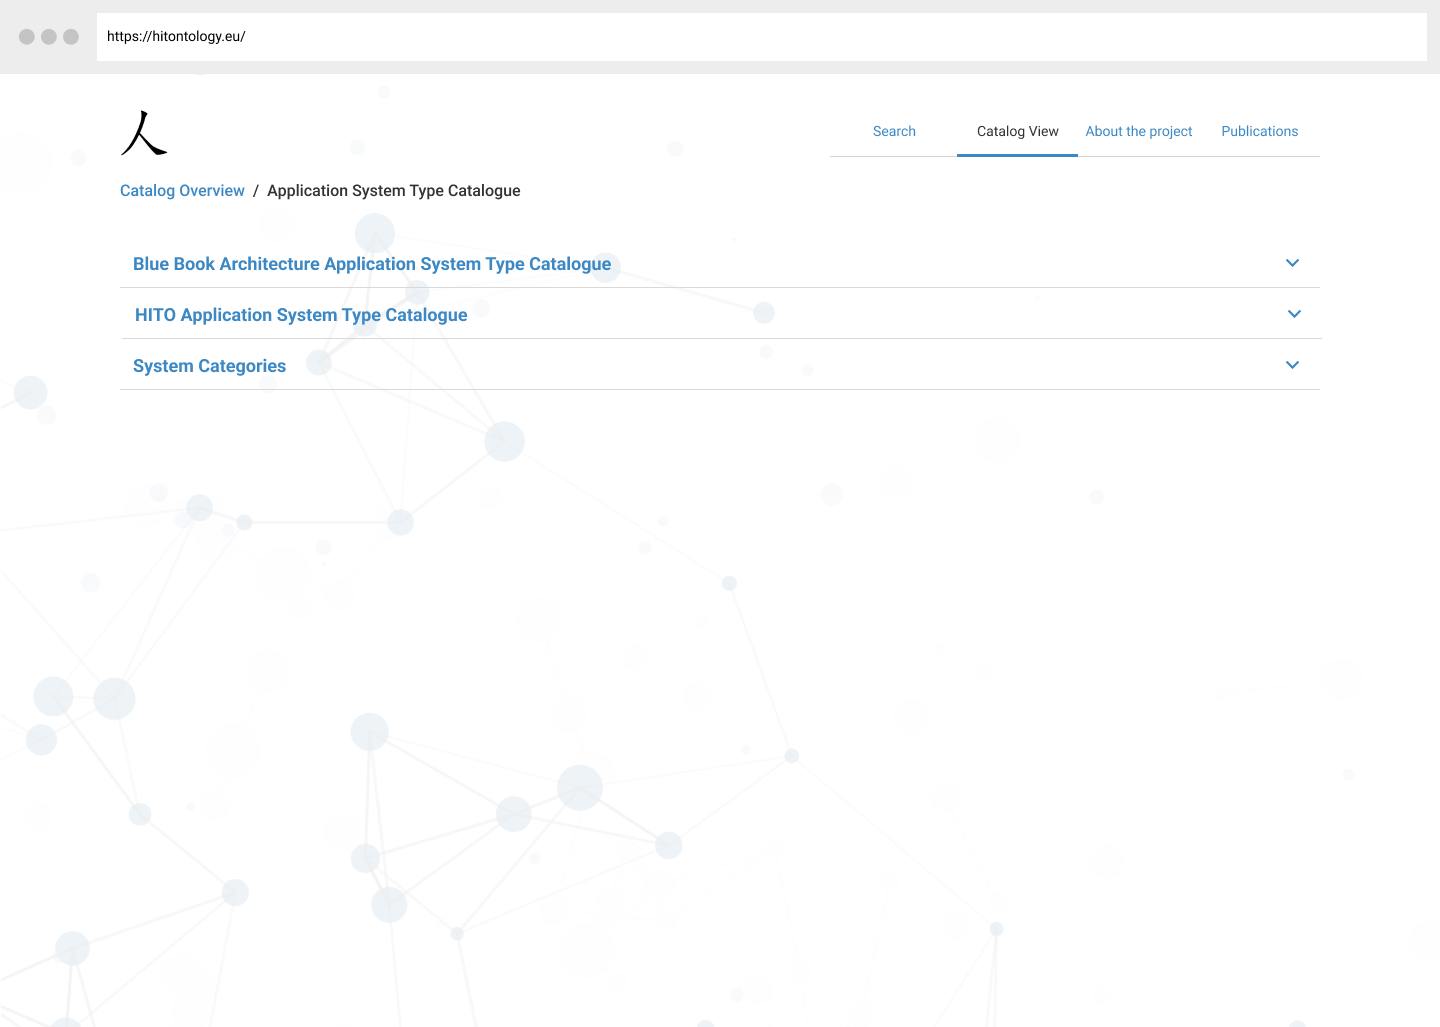 https://hitontology.eu/
人
Search Catalog View About the project Publications
Catalog Overview / Application System Type Catalogue
Blue Book Architecture Application System Type Catalogue
HITO Application System Type Catalogue
System Categories